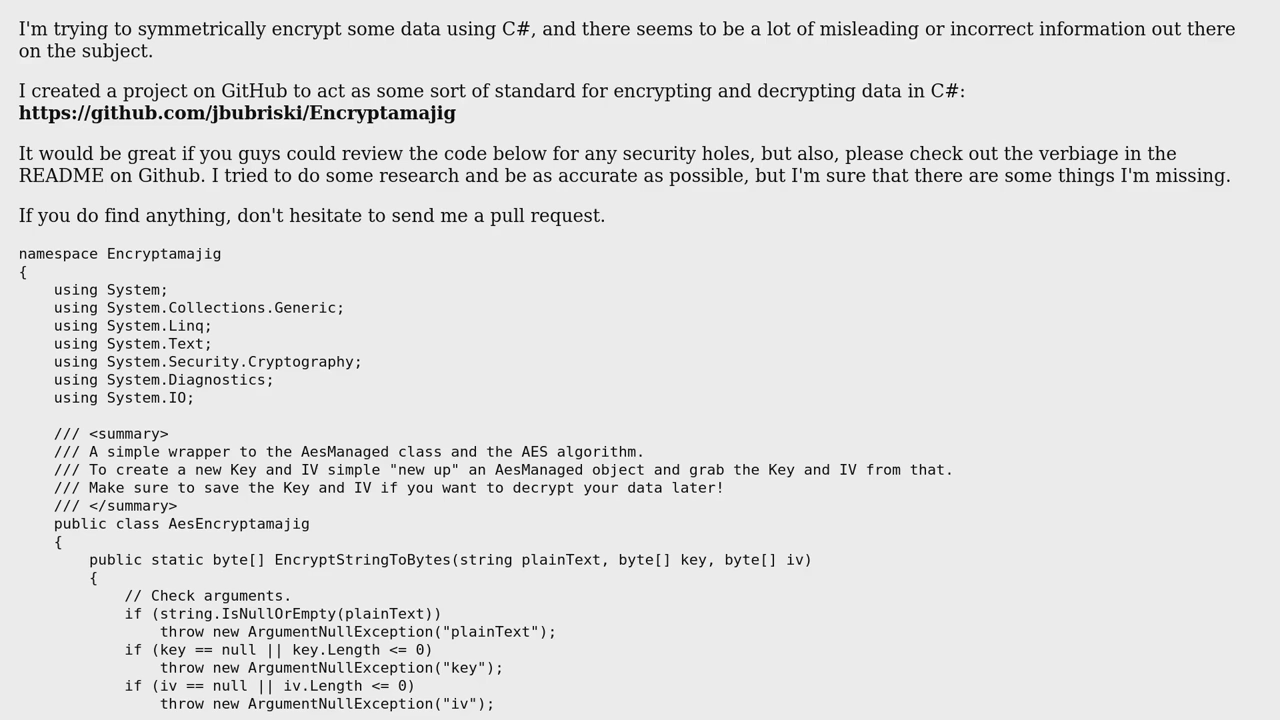 I'm trying to symmetrically encrypt some data using C#, and there seems to be a lot of misleading or incorrect information out there
on the subject.
I created a project on GitHub to act as some sort of standard for encrypting and decrypting data in C#:
https://github.com/jbubriski/Encryptamajig
It would be great if you guys could review the code below for any security holes, but also, please check out the verbiage in the
README on Github. I tried to do some research and be as accurate as possible, but I'm sure that there are some things I'm missing.
If you do find anything, don't hesitate to send me a pull request.
namespace Encryptamajig
{
    using System;
    using System.Collections.Generic;
    using System.Linq;
    using System.Text;
    using System.Security.Cryptography;
    using System.Diagnostics;
    using System.IO;
    /// <summary>
    /// A simple wrapper to the AesManaged class and the AES algorithm.
    /// To create a new Key and IV simple "new up" an AesManaged object and grab the Key and IV from that.
    /// Make sure to save the Key and IV if you want to decrypt your data later!
    /// </summary>
    public class AesEncryptamajig
    {
        public static byte[] EncryptStringToBytes(string plainText, byte[] key, byte[] iv)
        {
            // Check arguments.
            if (string.IsNullOrEmpty(plainText))
                throw new ArgumentNullException("plainText");
            if (key == null || key.Length <= 0)
                throw new ArgumentNullException("key");
            if (iv == null || iv.Length <= 0)
                throw new ArgumentNullException("iv");